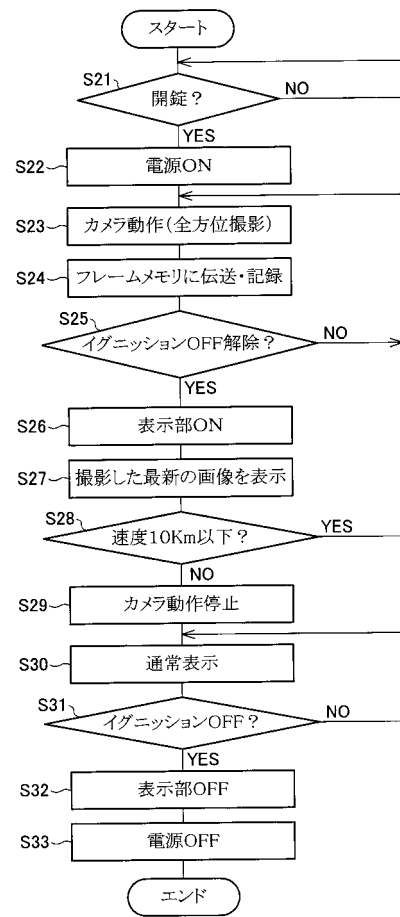 スタート
S21
開錠?
NO
YES
S22
電源ON
S23
カメラ動作(全方位撮影)
S24
フレームメモリに伝送・記録
S25
イグニッションOFF解除?
NO
YES
S26
表示部ON
S27
撮影した最新の画像を表示
S28
速度10Km以下?
YES
NO
S29
カメラ動作停止
S30
通常表示
S31
イグニッションOFF?
NO
YES
S32
表示部OFF
S33
電源OFF
エンド